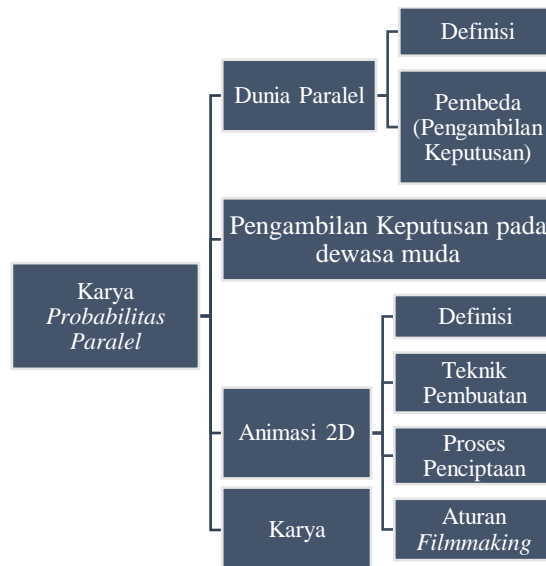 Karya
Probabilitas
Paralel
Dunia Paralel
Definisi
Pembeda
(Pengambilan
Keputusan)
Pengambilan Keputusan pada
dewasa muda
Animasi 2D
Definisi
Teknik
Pembuatan
Proses
Penciptaan
Aturan
Filmmaking
Karya